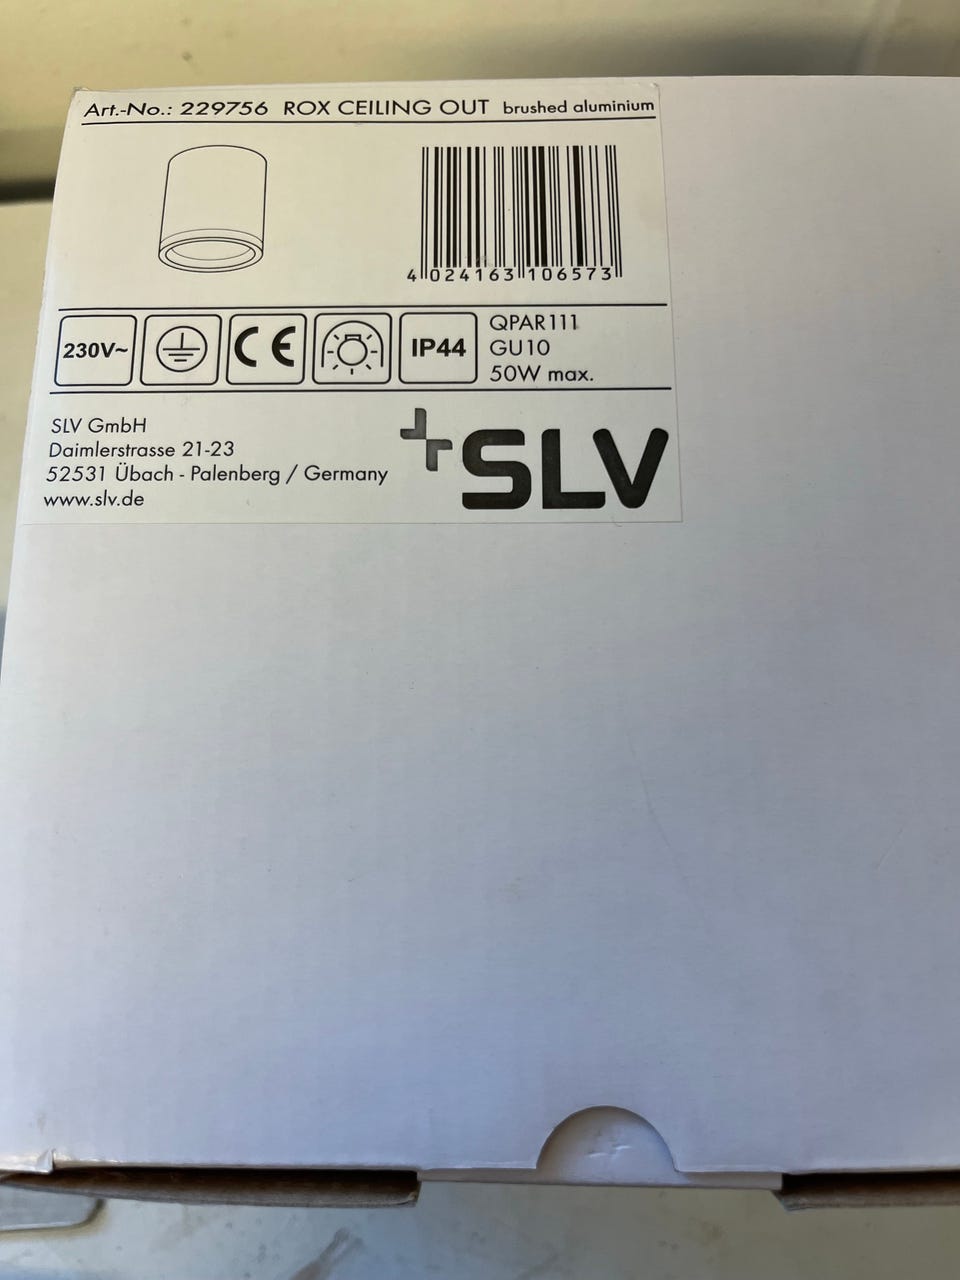 Art.-No.: 229756 ROX CEILING OUT brushed aluminium
4 024163 106573
230V~
CE
IP44
QPAR111
GU10
50W max.
SLV GmbH
Daimlerstrasse 21-23
52531 Übach - Palenberg / Germany
www.slv.de
SLV